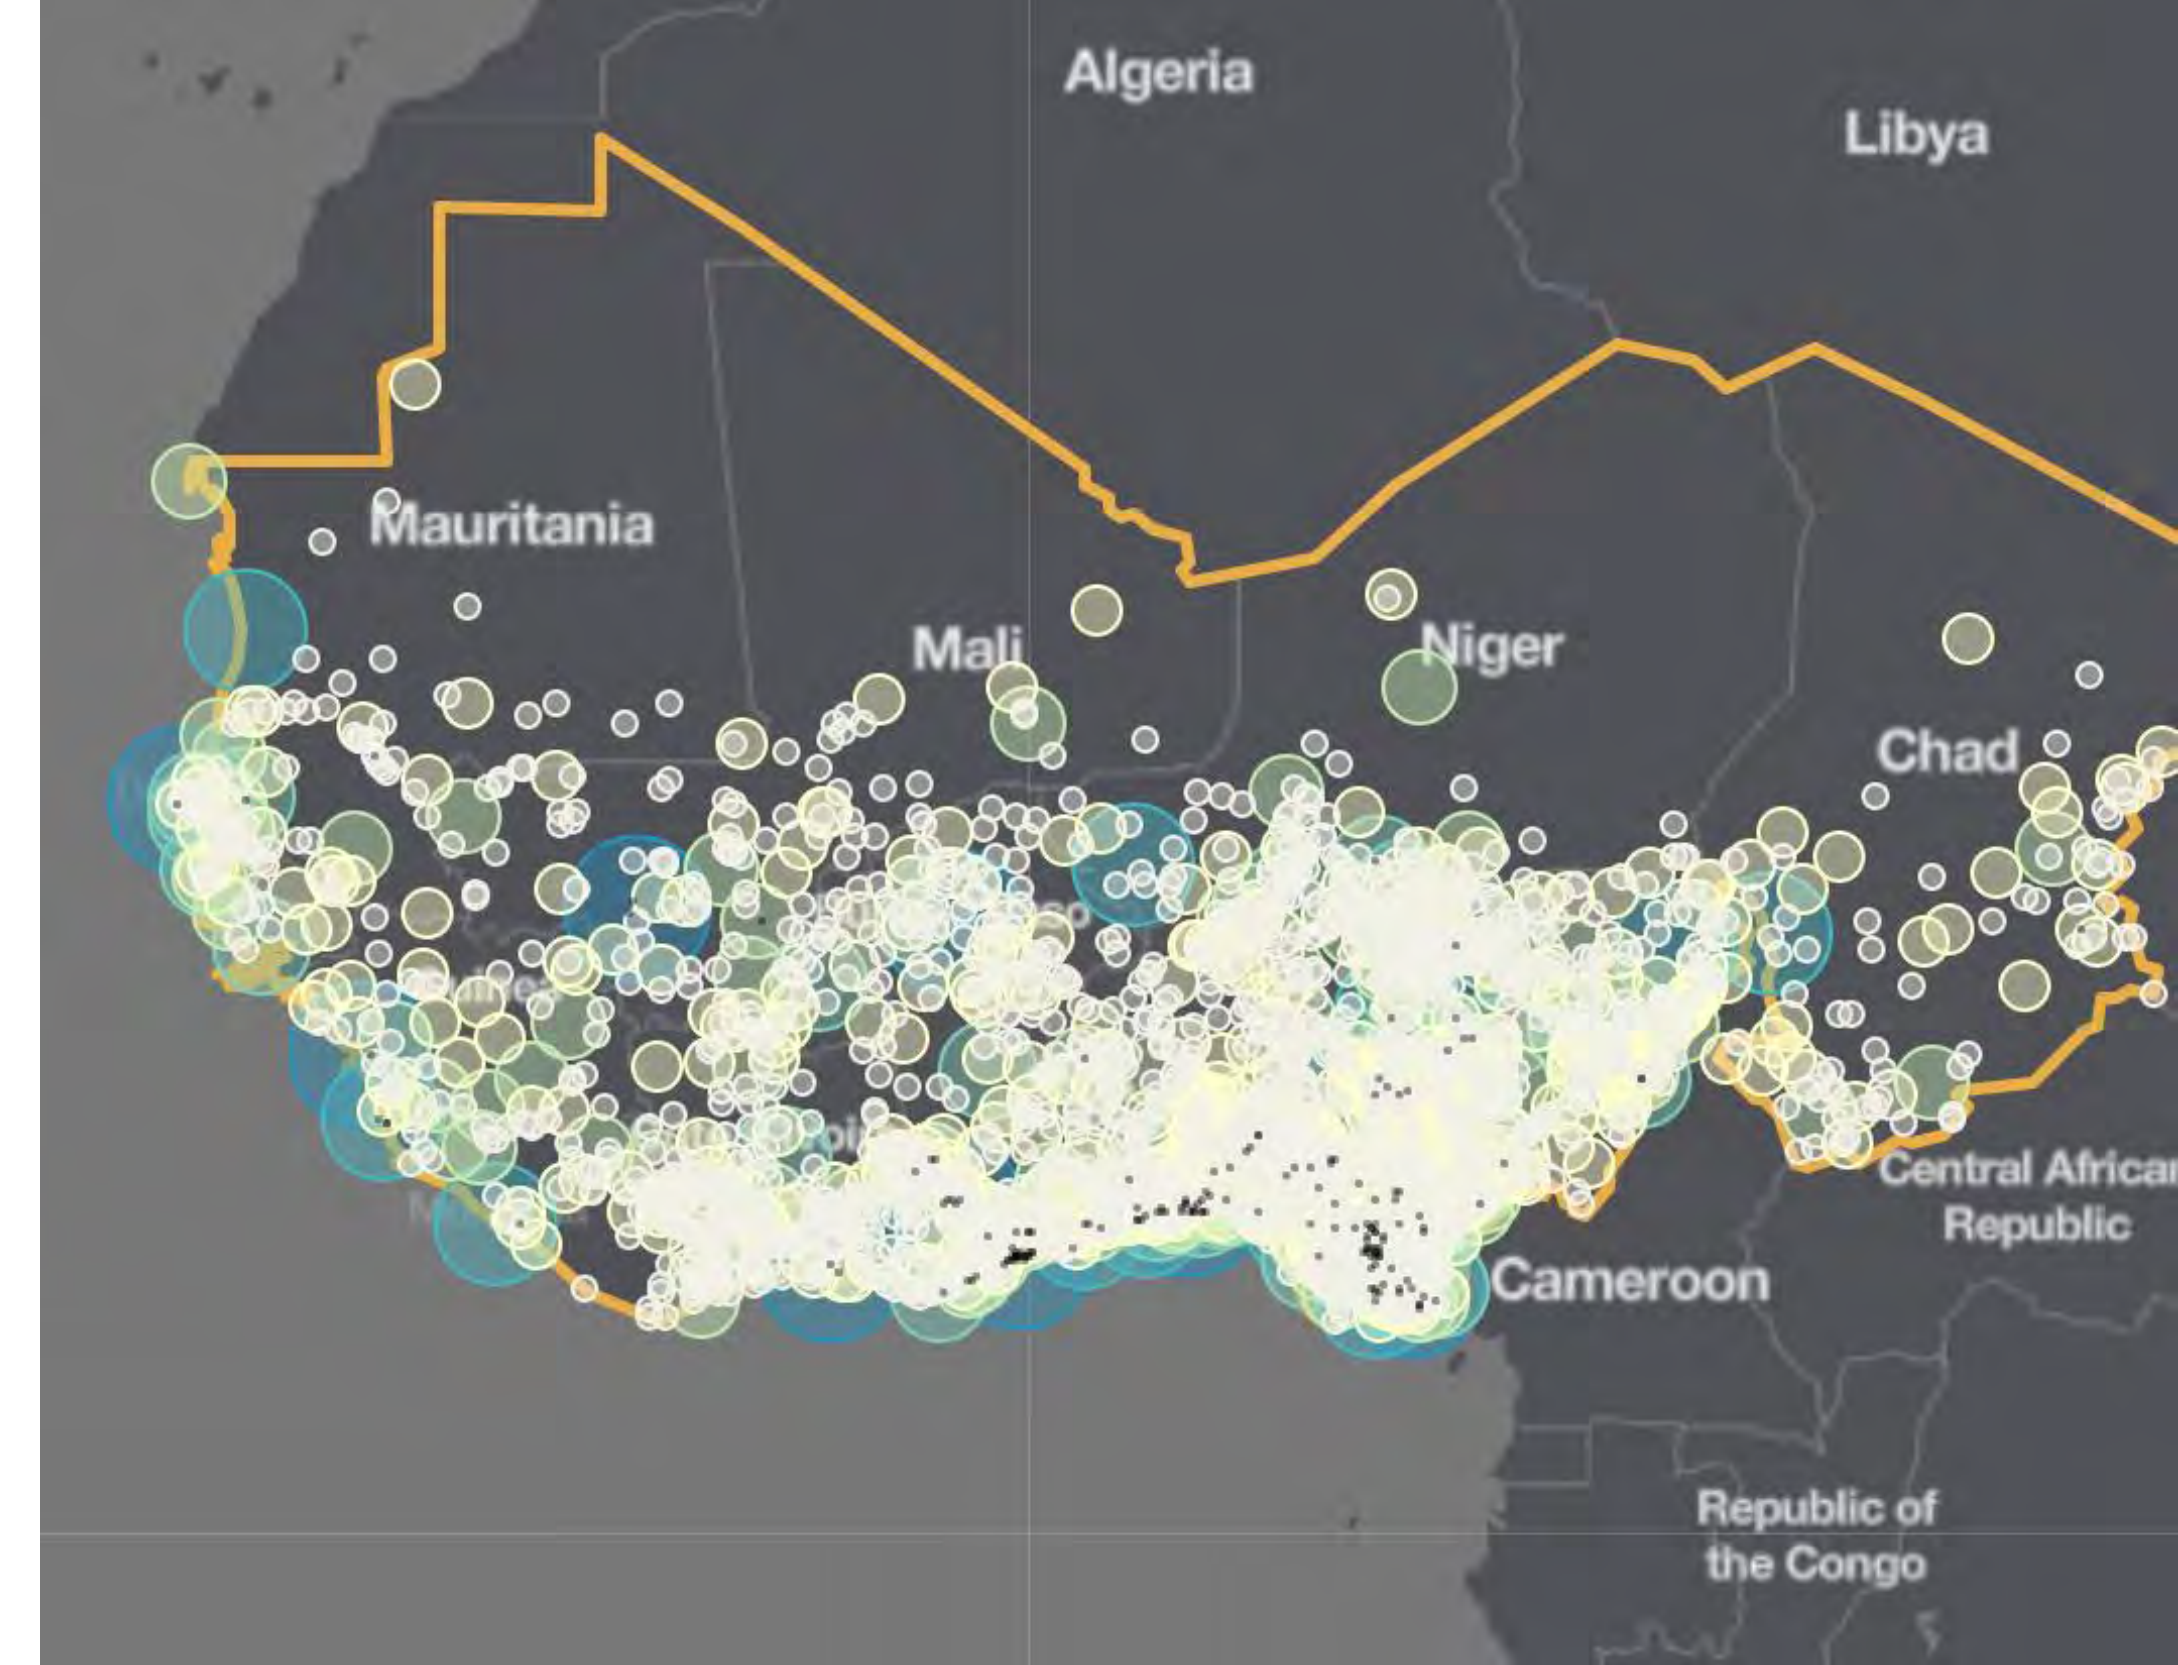 Algeria
Libya
Mauritania
Mali
Niger
Chad
Central African
Republic
Cameroon
Republic of
the Congo